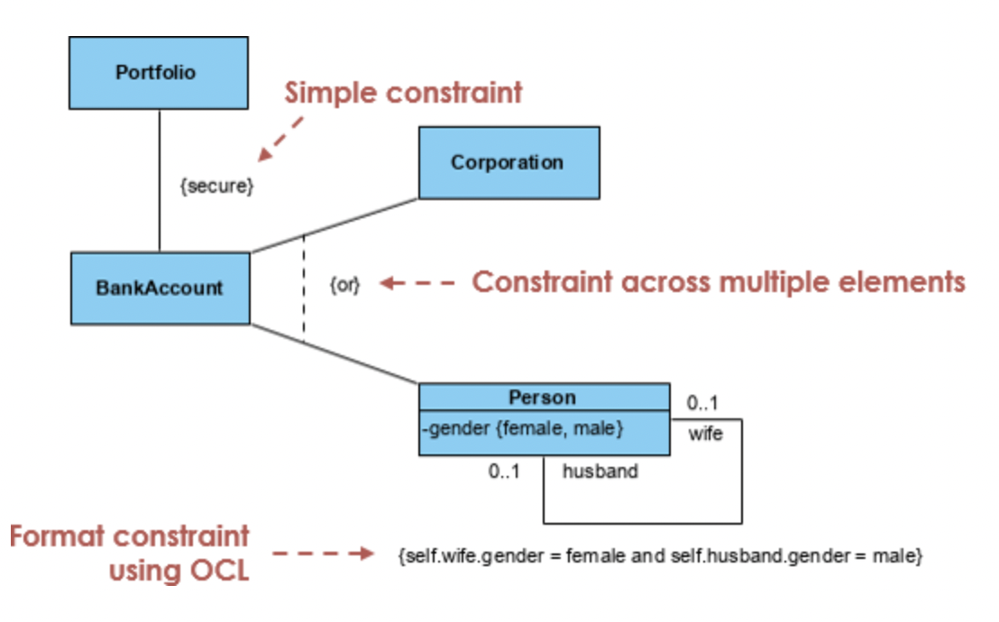 Portfolio
Simple constraint
Corporation
{secure}
BankAccount
{or}
Constraint across multiple elements
Person
-gender {female, male}
0..1
wife
0..1
husband
Format constraint
using OCL
{self.wife.gender = female and self.husband.gender = male}